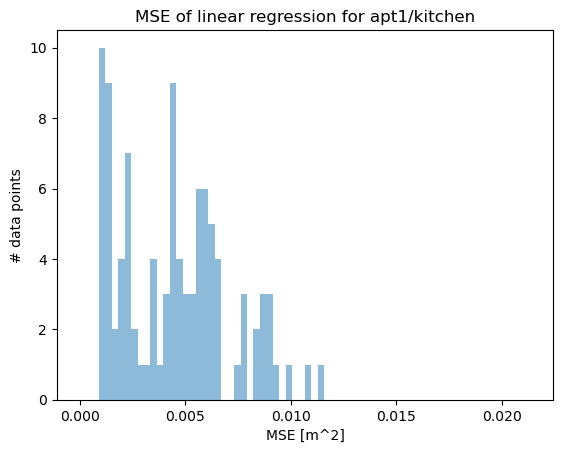 MSE of linear regression for apt1/kitchen
10
8
6
4
2
0
# data points
0.000 0.005 0.010 0.015 0.020
MSE [m^2]